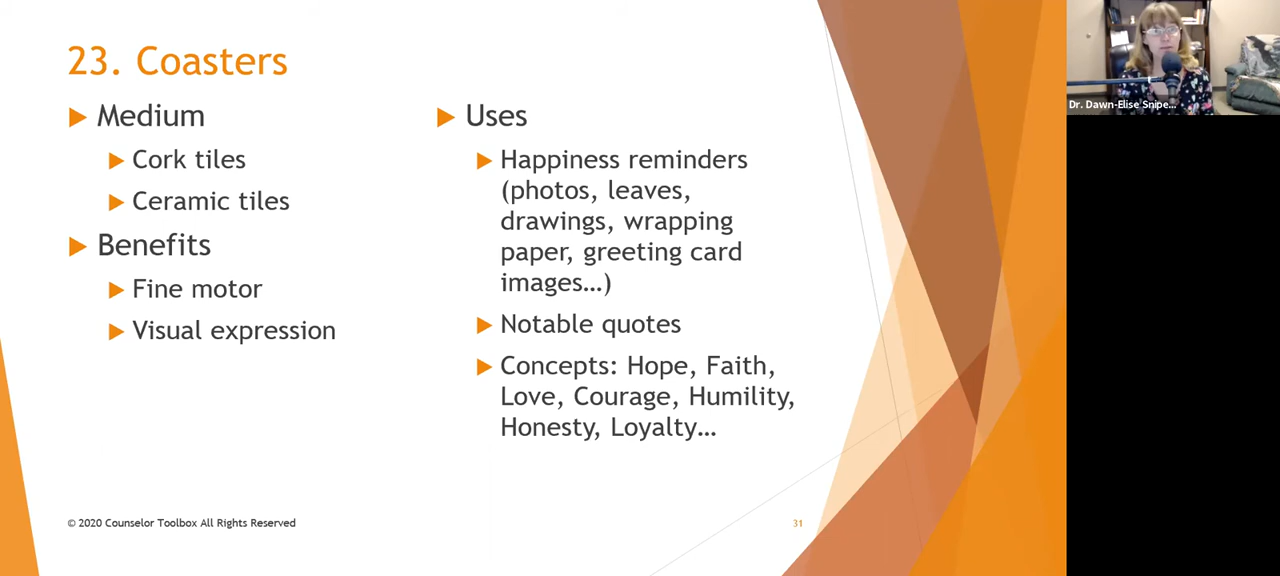 23. Coasters
Medium
Cork tiles
Ceramic tiles
Benefits
Fine motor
Visual expression
Uses
Happiness reminders
(photos, leaves,
drawings, wrapping
paper, greeting card
images…)
Notable quotes
Concepts: Hope, Faith,
Love, Courage, Humility,
Honesty, Loyalty…
© 2020 Counselor Toolbox All Rights Reserved
31
Dr. Dawn-Elise Snipe...